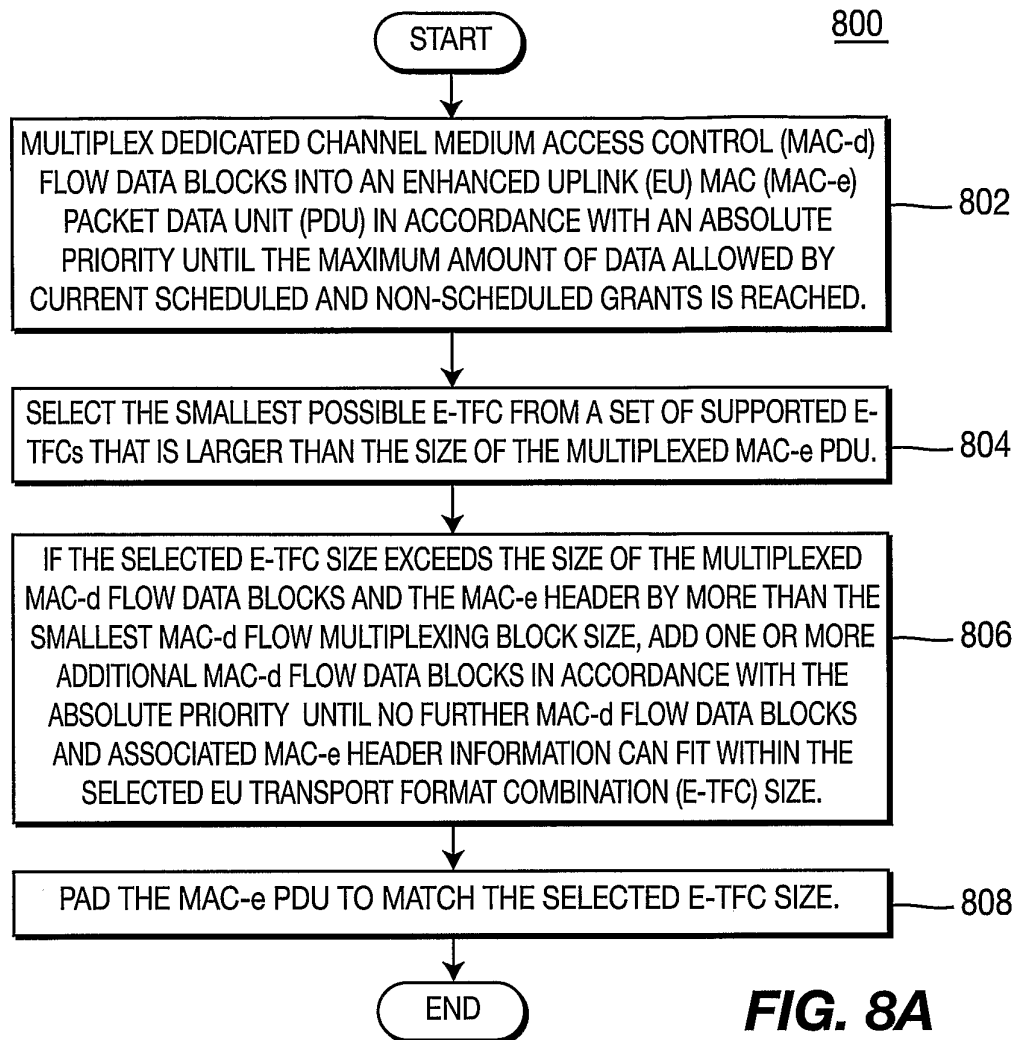 800
START
MULTIPLEX DEDICATED CHANNEL MEDIUM ACCESS CONTROL (MAC-d)
FLOW DATA BLOCKS INTO AN ENHANCED UPLINK (EU) MAC (MAC-e)
PACKET DATA UNIT (PDU) IN ACCORDANCE WITH AN ABSOLUTE
PRIORITY UNTIL THE MAXIMUM AMOUNT OF DATA ALLOWED BY
CURRENT SCHEDULED AND NON-SCHEDULED GRANTS IS REACHED.
802
SELECT THE SMALLEST POSSIBLE E-TFC FROM A SET OF SUPPORTED E-
TFCs THAT IS LARGER THAN THE SIZE OF THE MULTIPLEXED MAC-e PDU.
804
IF THE SELECTED E-TFC SIZE EXCEEDS THE SIZE OF THE MULTIPLEXED
MAC-d FLOW DATA BLOCKS AND THE MAC-e HEADER BY MORE THAN THE
SMALLEST MAC-d FLOW MULTIPLEXING BLOCK SIZE, ADD ONE OR MORE
ADDITIONAL MAC-d FLOW DATA BLOCKS IN ACCORDANCE WITH THE
ABSOLUTE PRIORITY UNTIL NO FURTHER MAC-d FLOW DATA BLOCKS
AND ASSOCIATED MAC-e HEADER INFORMATION CAN FIT WITHIN THE
SELECTED EU TRANSPORT FORMAT COMBINATION (E-TFC) SIZE.
806
PAD THE MAC-e PDU TO MATCH THE SELECTED E-TFC SIZE.
808
END
FIG. 8A